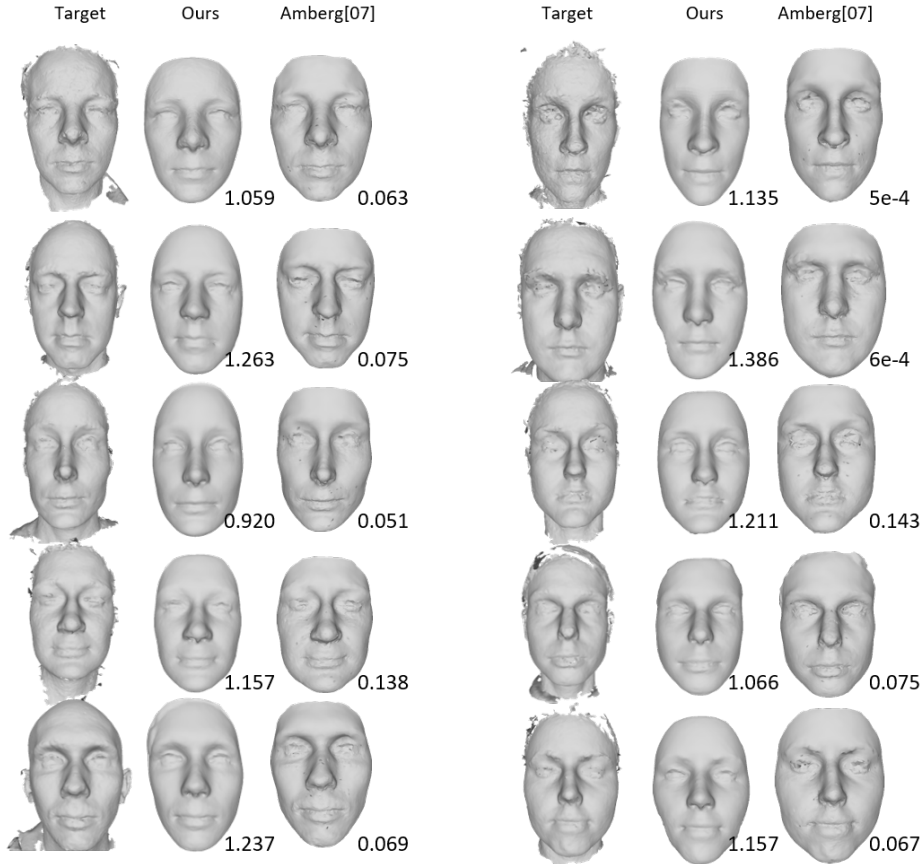 Target Ours Amberg[07] Target Ours Amberg[07]
1.059 0.063 1.135 5e-4
1.263 0.075 1.386 6e-4
0.920 0.051 1.211 0.143
1.157 0.138 1.066 0.075
1.237 0.069 1.157 0.067